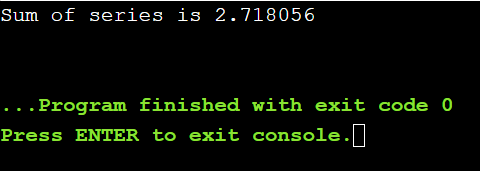 Sum of series is 2.718056
...Program finished with exit code 0
Press ENTER to exit console.